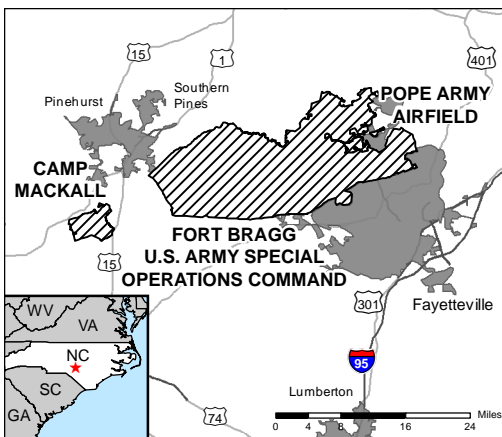 15
1
401
Pinehurst
Southern
Pines
POPE ARMY
AIRFIELD
CAMP
MACKALL
FORT BRAGG
U.S. ARMY SPECIAL
OPERATIONS COMMAND
15
301
Fayetteville
WV
VA
NC
SC
GA
95
Lumberton
74
0 4 8 16 24 Miles